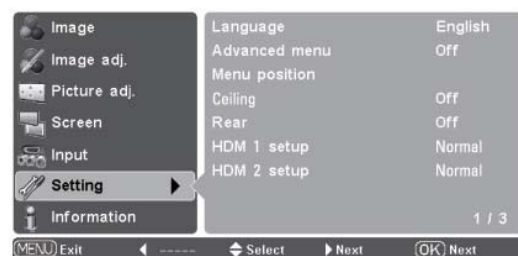 Image
Image adj.
Picture adj.
Screen
Input
Setting
Information
Language English
Advanced menu Off
Menu position
Ceiling Off
Rear Off
HDM 1 setup Normal
HDM 2 setup Normal
1 / 3
MENU Exit ----- Select Next OK Next